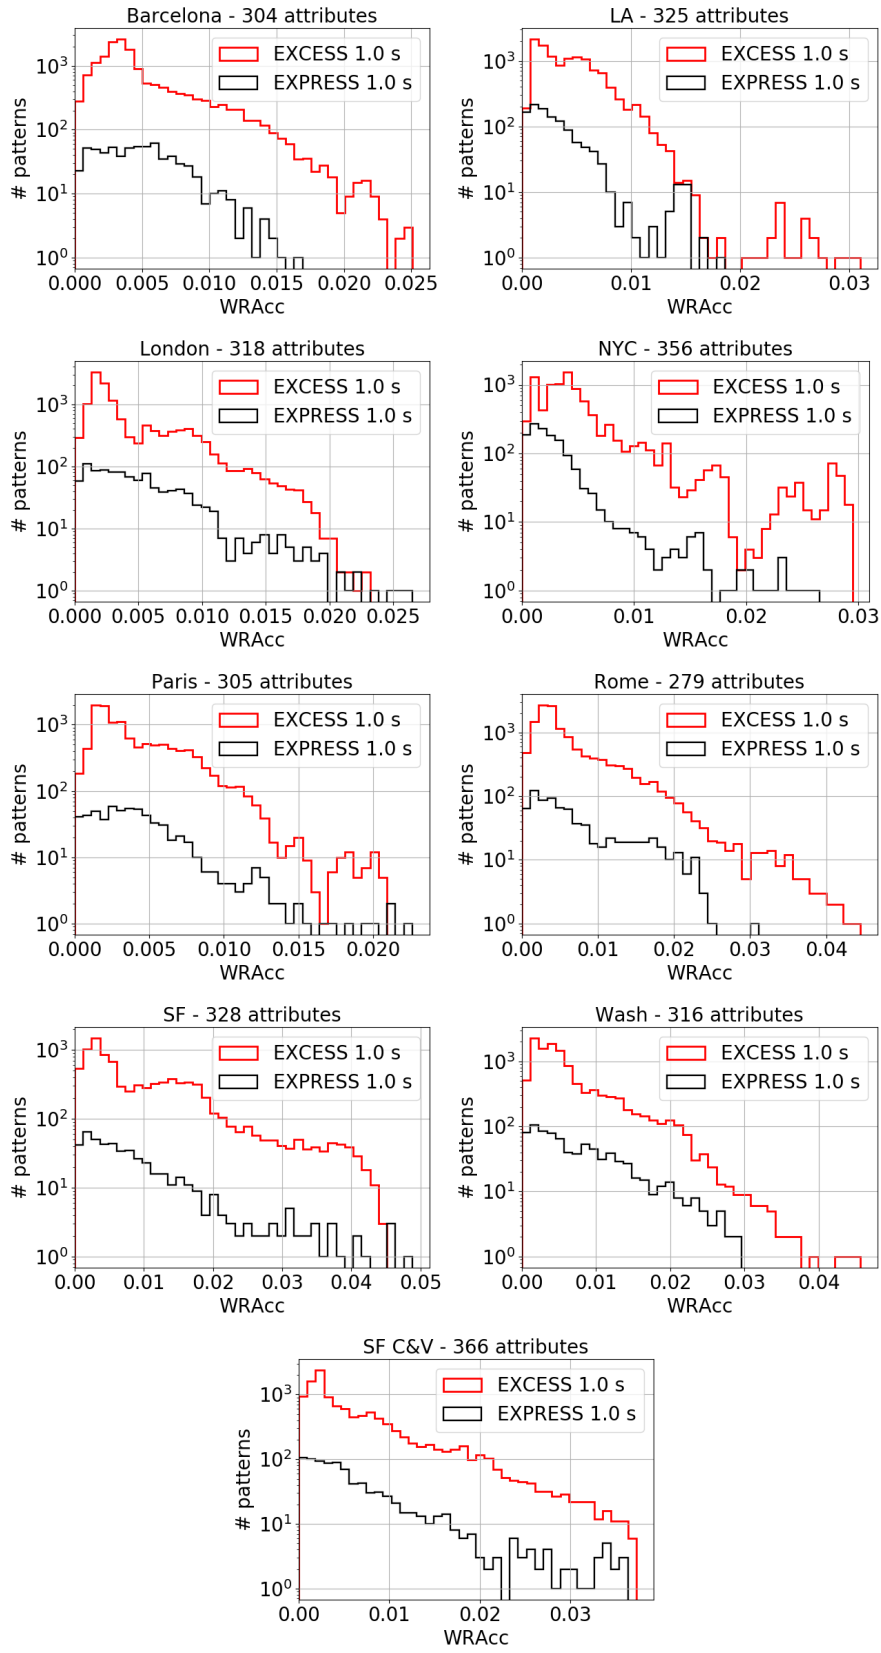 Barcelona - 304 attributes
EXCESS 1.0 s
EXPRESS 1.0 s
# patterns
10³
10²
10¹
10⁰
0.000 0.005 0.010 0.015 0.020 0.025
WRAcc
LA - 325 attributes
EXCESS 1.0 s
EXPRESS 1.0 s
# patterns
10³
10²
10¹
10⁰
0.00 0.01 0.02 0.03
WRAcc
London - 318 attributes
EXCESS 1.0 s
EXPRESS 1.0 s
# patterns
10³
10²
10¹
10⁰
0.000 0.005 0.010 0.015 0.020 0.025
WRAcc
NYC - 356 attributes
EXCESS 1.0 s
EXPRESS 1.0 s
# patterns
10³
10²
10¹
10⁰
0.00 0.01 0.02 0.03
WRAcc
Paris - 305 attributes
EXCESS 1.0 s
EXPRESS 1.0 s
# patterns
10³
10²
10¹
10⁰
0.000 0.005 0.010 0.015 0.020
WRAcc
Rome - 279 attributes
EXCESS 1.0 s
EXPRESS 1.0 s
# patterns
10³
10²
10¹
10⁰
0.00 0.01 0.02 0.03 0.04
WRAcc
SF - 328 attributes
EXCESS 1.0 s
EXPRESS 1.0 s
# patterns
10³
10²
10¹
10⁰
0.00 0.01 0.02 0.03 0.04 0.05
WRAcc
Wash - 316 attributes
EXCESS 1.0 s
EXPRESS 1.0 s
# patterns
10³
10²
10¹
10⁰
0.00 0.01 0.02 0.03 0.04
WRAcc
SF C&V - 366 attributes
EXCESS 1.0 s
EXPRESS 1.0 s
# patterns
10³
10²
10¹
10⁰
0.00 0.01 0.02 0.03
WRAcc